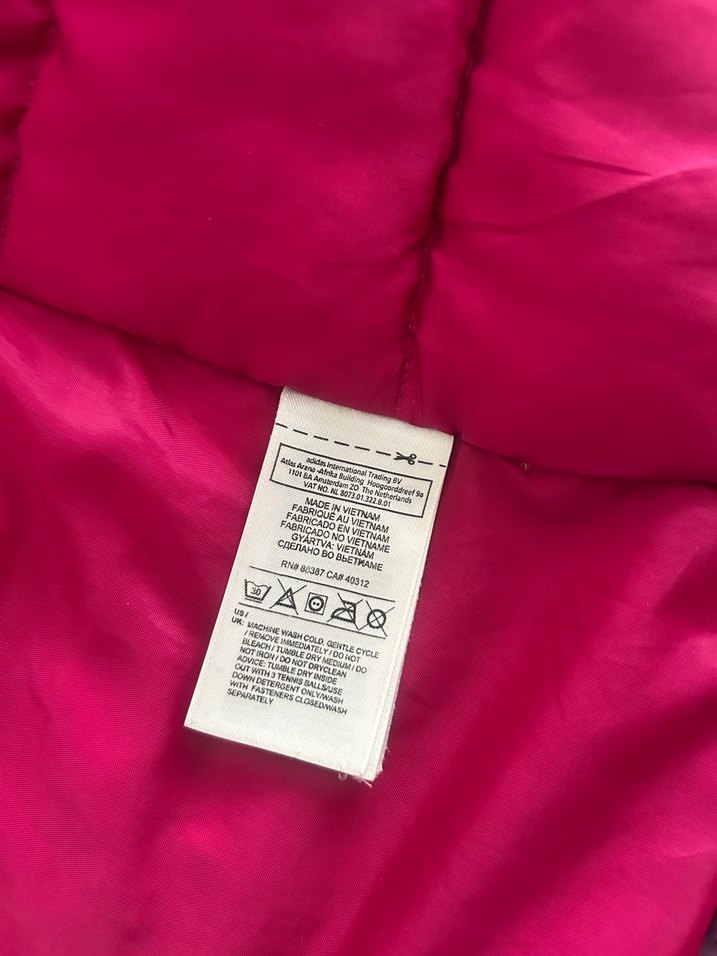 adidas International Trading BV
Atlas Arena -Afrika Building Hoogoorddreef 9a
1101 BA Amsterdam ZO The Netherlands
VAT NO. NL 8073.01.322.B.01
MADE IN VIETNAM
FABRIQUÉ AU VIETNAM
FABRICADO EN VIETNAM
FABRICADO NO VIETNAME
GYÁRTVA: VIETNÁM
СДЕЛАНО ВО ВЬЕТНАМЕ
RN# 88387 CA# 40312
30
US /
UK: MACHINE WASH COLD, GENTLE CYCLE
/ REMOVE IMMEDIATELY / DO NOT
BLEACH / TUMBLE DRY MEDIUM / DO
NOT IRON / DO NOT DRYCLEAN
ADVICE: TUMBLE DRY INSIDE
OUT WITH 3 TENNIS BALLS/USE
DOWN DETERGENT ONLY/WASH
WITH FASTENERS CLOSED/WASH
SEPARATELY